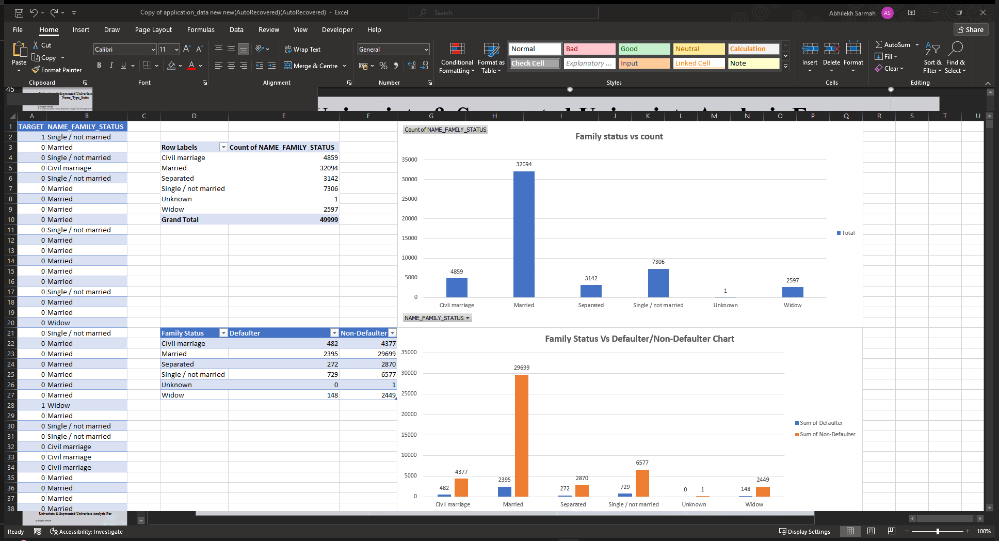 Copy of application_data new new(AutoRecovered)(AutoRecovered) - Excel
Search
Abhilekh Sarmah
AS
File Home Insert Draw Page Layout Formulas Data Review View Developer Help
Share
Paste
Cut
Copy
Format Painter
Clipboard
Calibri 11
B I U
Font
Wrap Text
Merge & Centre
Alignment
General
%
Number
Conditional Formatting
Format as Table
Normal Bad Good Neutral Calculation
Check Cell Explanatory ... Input Linked Cell Note
Styles
Insert Delete Format
Cells
AutoSum
Fill
Clear
Sort & Filter
Find & Select
Editing
45
Name_Type_Suite
A B C D E F G H I J K L M N O P Q R S T U
1 TARGET NAME_FAMILY_STATUS
2 1 Single / not married
3 0 Married
4 0 Single / not married
5 0 Civil marriage
6 0 Single / not married
7 0 Married
8 0 Married
9 0 Married
10 0 Married
11 0 Single / not married
12 0 Married
13 0 Married
14 0 Married
15 0 Married
16 0 Married
17 0 Single / not married
18 0 Married
19 0 Married
20 0 Widow
21 0 Single / not married
22 0 Married
23 0 Married
24 0 Married
25 0 Married
26 0 Married
27 0 Married
28 1 Widow
29 0 Married
30 0 Single / not married
31 0 Single / not married
32 0 Civil marriage
33 0 Civil marriage
34 0 Civil marriage
35 0 Married
36 0 Married
37 0 Married
38 0 Married
Row Labels Count of NAME_FAMILY_STATUS
Civil marriage 4859
Married 32094
Separated 3142
Single / not married 7306
Unknown 1
Widow 2597
Grand Total 49999
Family Status Defaulter Non-Defaulter
Civil marriage 482 4377
Married 2395 29699
Separated 272 2870
Single / not married 729 6577
Unknown 0 1
Widow 148 2449
Count of NAME_FAMILY_STATUS
Family status vs count
35000
30000
25000
20000
15000
10000
5000
0
4859 32094 3142 7306 1 2597
Civil marriage Married Separated Single / not married Unknown Widow
Total
NAME_FAMILY_STATUS
Family Status Vs Defaulter/Non-Defaulter Chart
35000
30000
25000
20000
15000
10000
5000
0
482 4377 2395 29699 272 2870 729 6577 0 1 148 2449
Civil marriage Married Separated Single / not married Unknown Widow
Sum of Defaulter
Sum of Non-Defaulter
Univariate & Segmented Univariate Analysis For
Ready
Accessibility: Investigate
Display Settings
100%